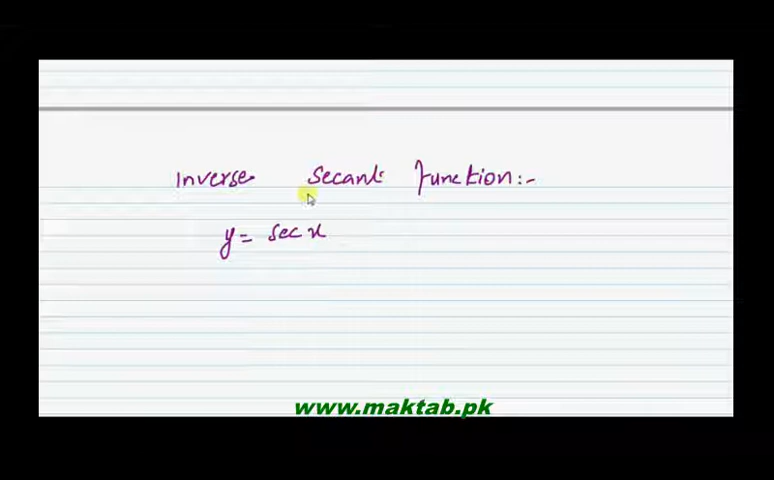 Inverse Secant function:-
y = sec x
www.maktab.pk